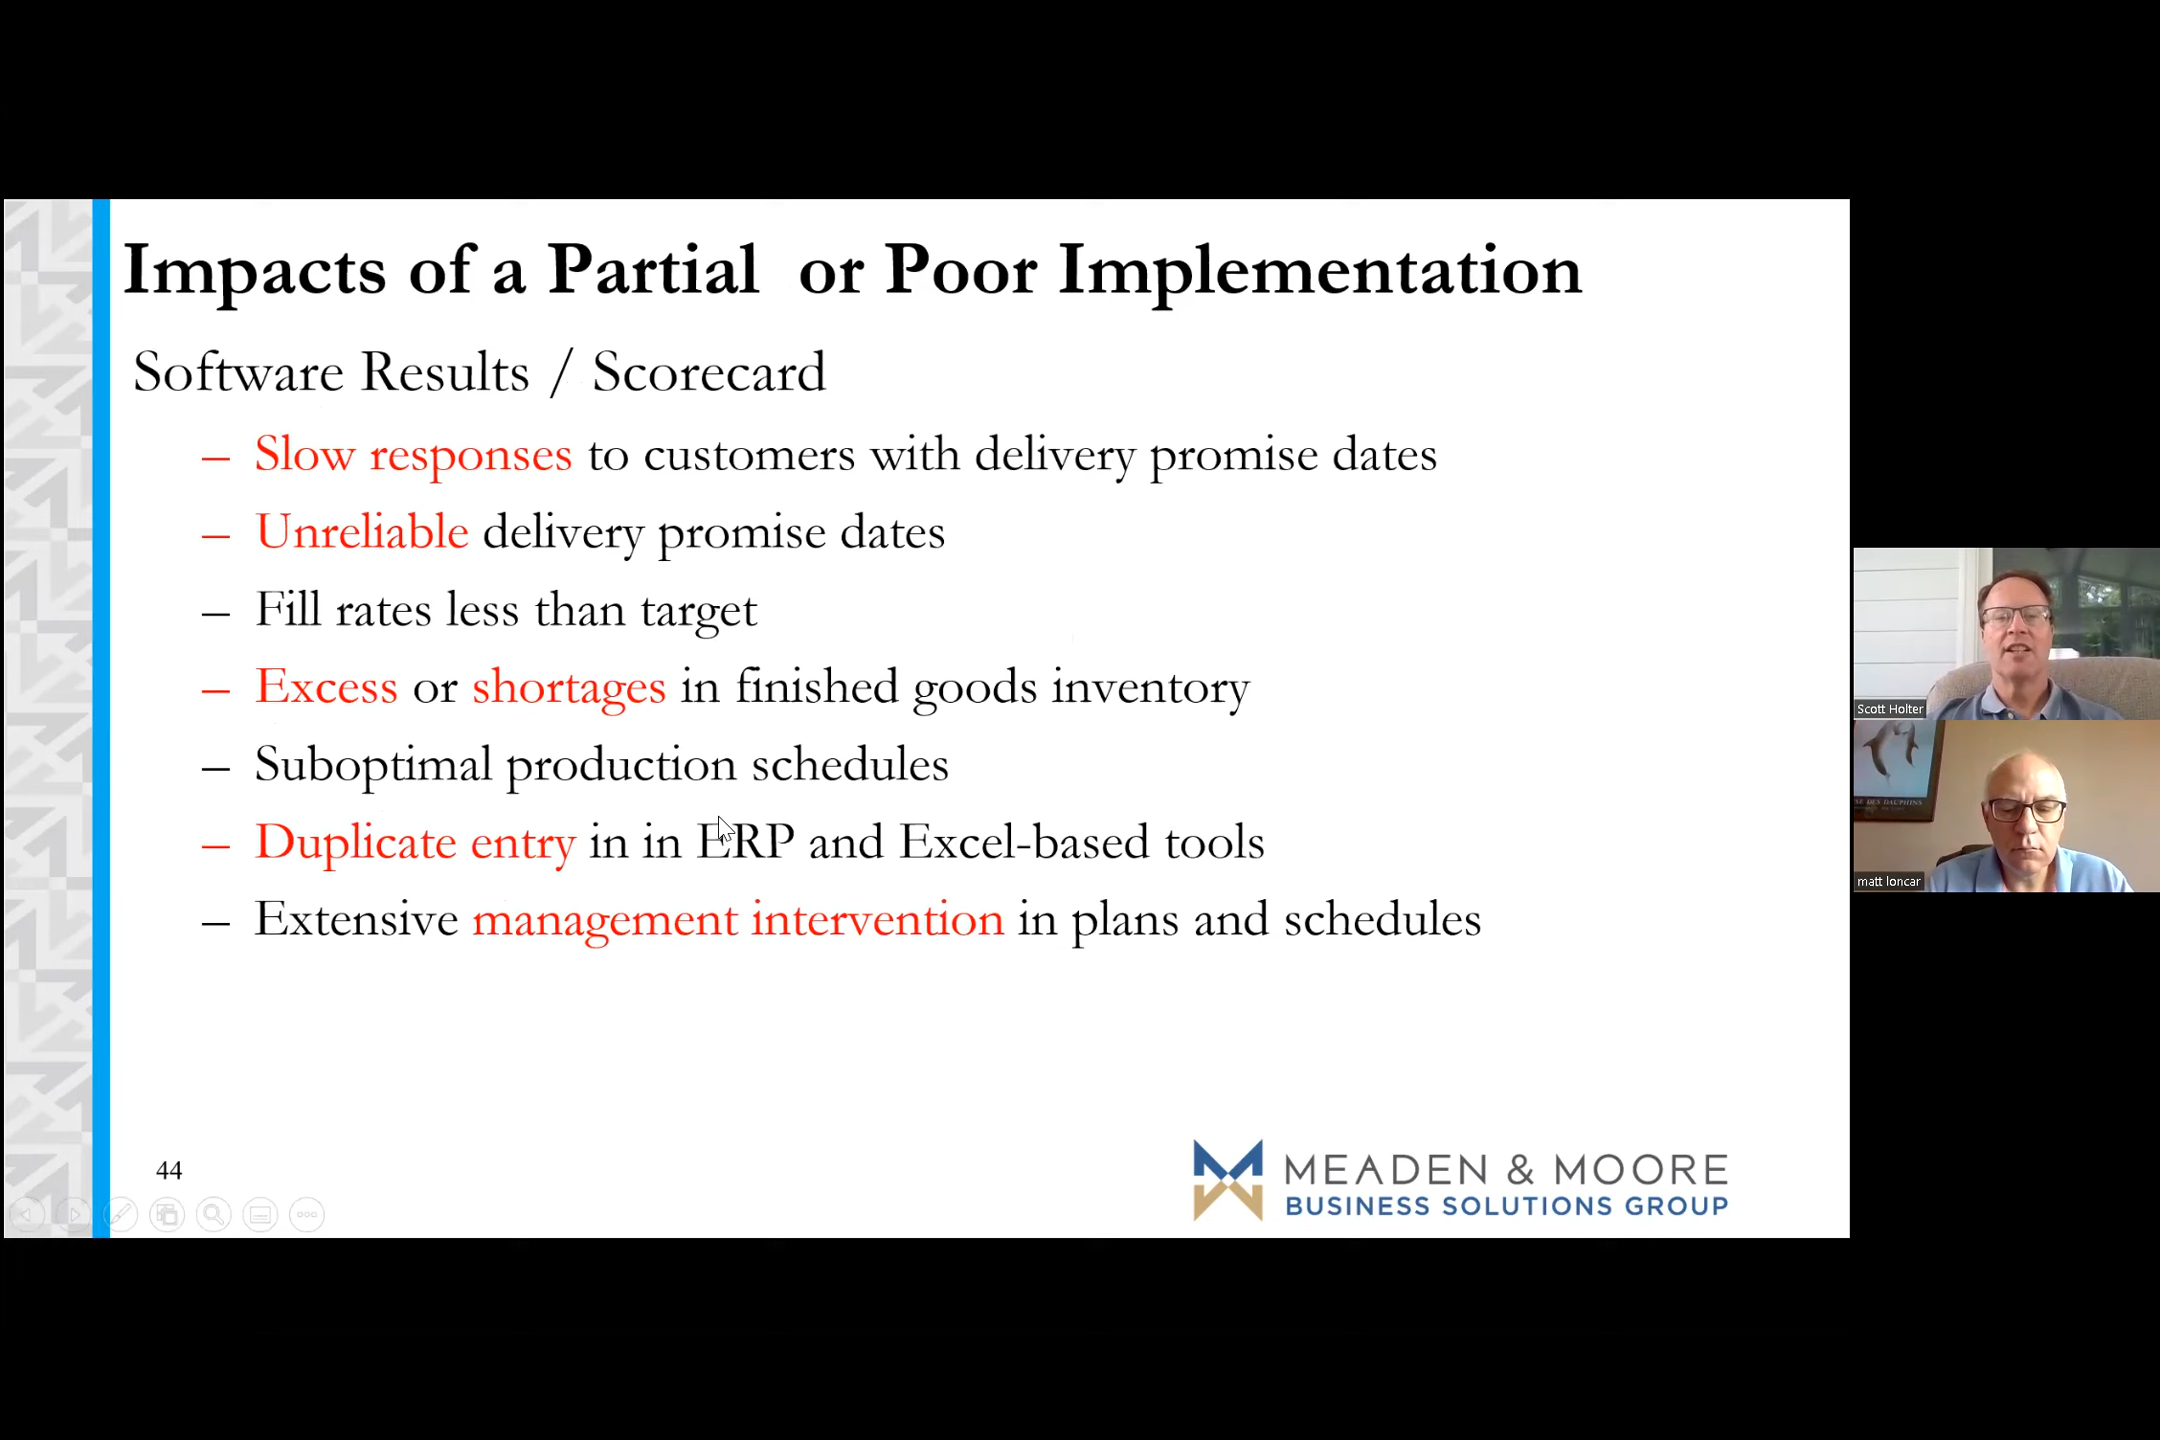 Impacts of a Partial  or Poor Implementation
Software Results / Scorecard
– Slow responses to customers with delivery promise dates
– Unreliable delivery promise dates
– Fill rates less than target
– Excess or shortages in finished goods inventory
– Suboptimal production schedules
– Duplicate entry in in ERP and Excel-based tools
– Extensive management intervention in plans and schedules
44
MEADEN & MOORE
BUSINESS SOLUTIONS GROUP
Scott Holter
DES DAUPHINS
matt loncar